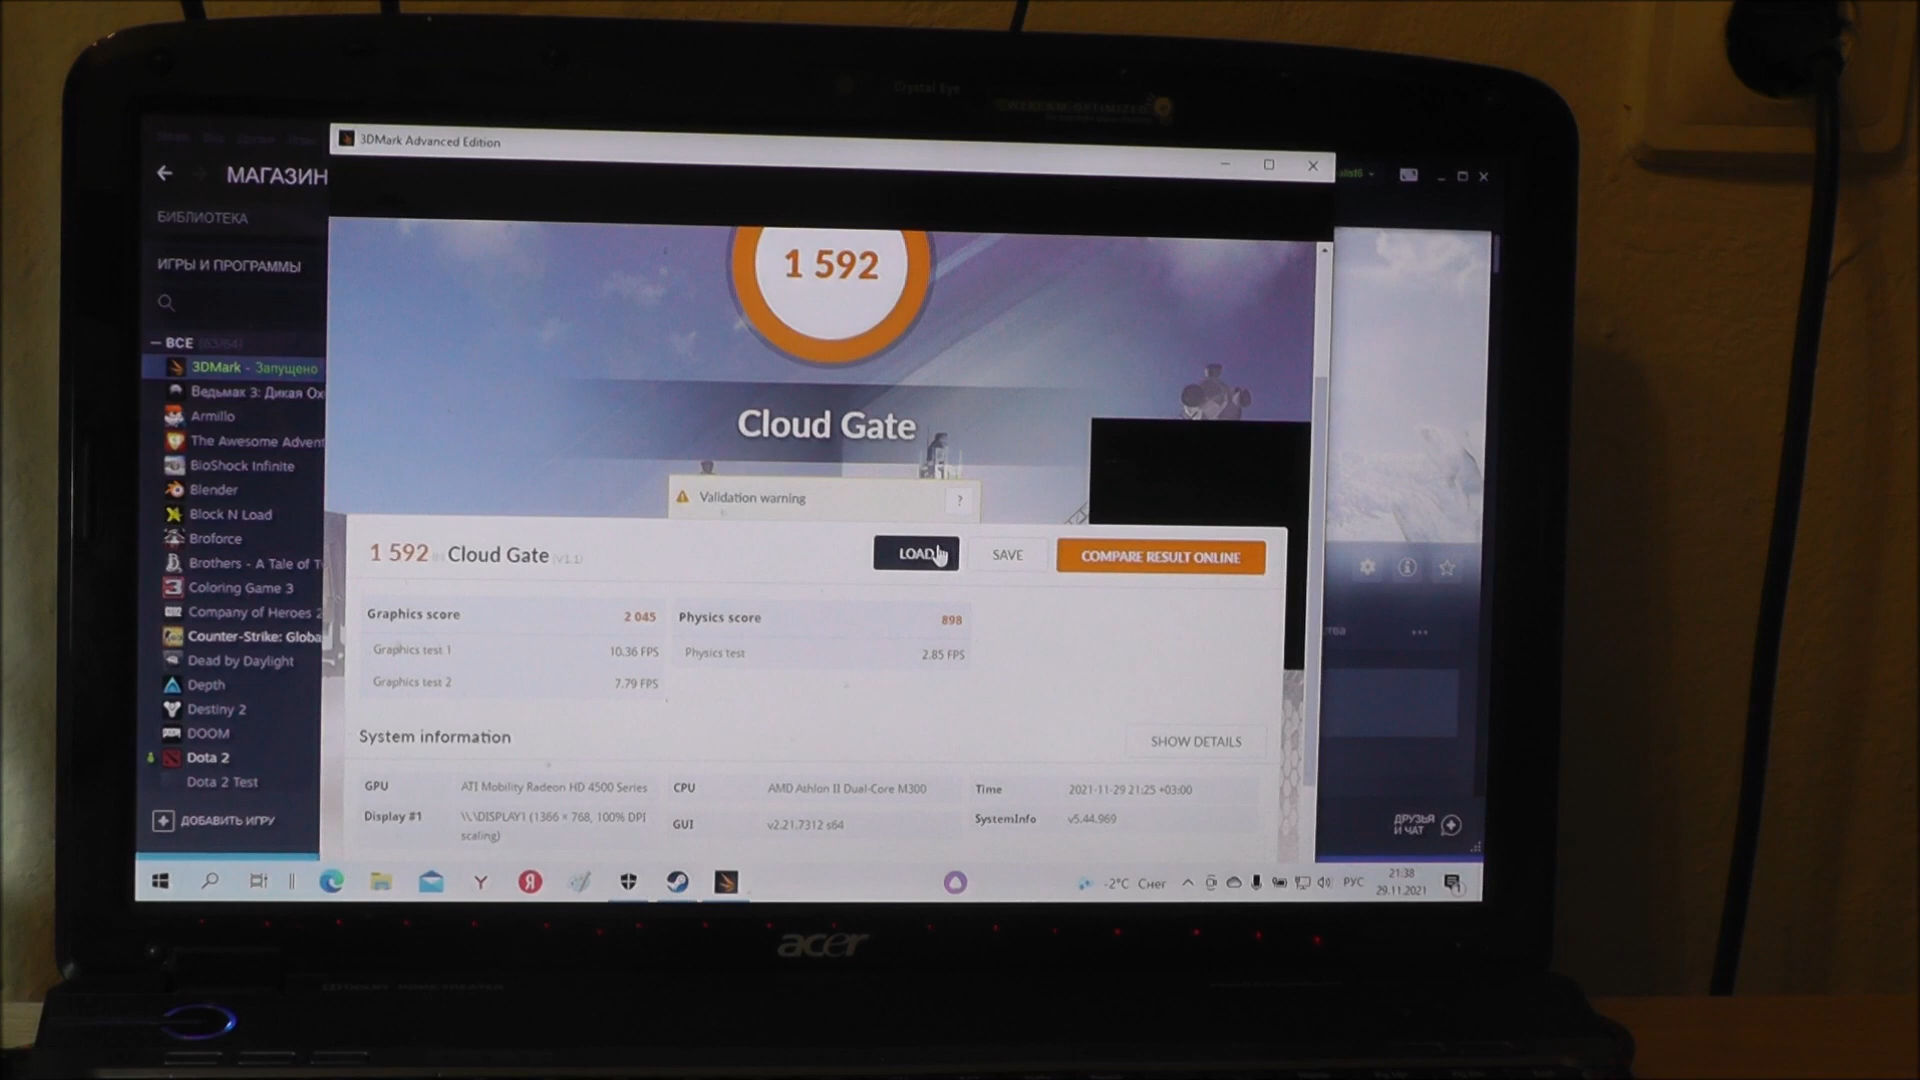 Crystal Eye
3DMark Advanced Edition
МАГАЗИН
БИБЛИОТЕКА
ИГРЫ И ПРОГРАММЫ
1 592
— ВСЕ
3DMark - Запущено
Ведьмак 3: Дикая Ох
Armillo
The Awesome Advent
BioShock Infinite
Blender
Block N Load
Broforce
Brothers - A Tale of T
Coloring Game 3
Company of Heroes 2
Counter-Strike: Globa
Dead by Daylight
Depth
Destiny 2
DOOM
Dota 2
Dota 2 Test
ДОБАВИТЬ ИГРУ
Cloud Gate
Validation warning
?
1 592 in Cloud Gate (v1.1)
LOAD
SAVE
COMPARE RESULT ONLINE
Graphics score 2 045
Physics score 898
Graphics test 1 10.36 FPS
Physics test 2.85 FPS
Graphics test 2 7.79 FPS
System information
SHOW DETAILS
GPU ATI Mobility Radeon HD 4500 Series
CPU AMD Athlon II Dual-Core M300
Time 2021-11-29 21:25 +03:00
Display #1 \\.\DISPLAY1 (1366 × 768, 100% DPI
scaling)
GUI v2.21.7312 s64
SystemInfo v5.44.969
ДРУЗЬЯ
И ЧАТ
-2°C Снег
РУС
21:38
29.11.2021
acer